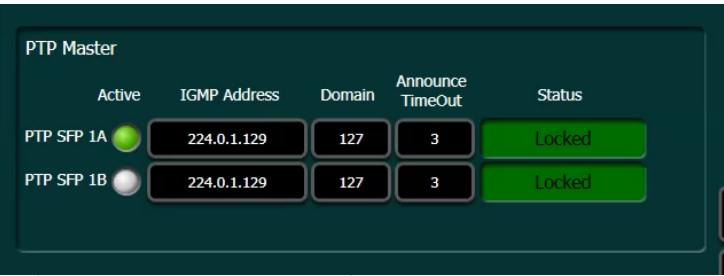 PTP Master
Active IGMP Address Domain Announce TimeOut Status
PTP SFP 1A 224.0.1.129 127 3 Locked
PTP SFP 1B 224.0.1.129 127 3 Locked